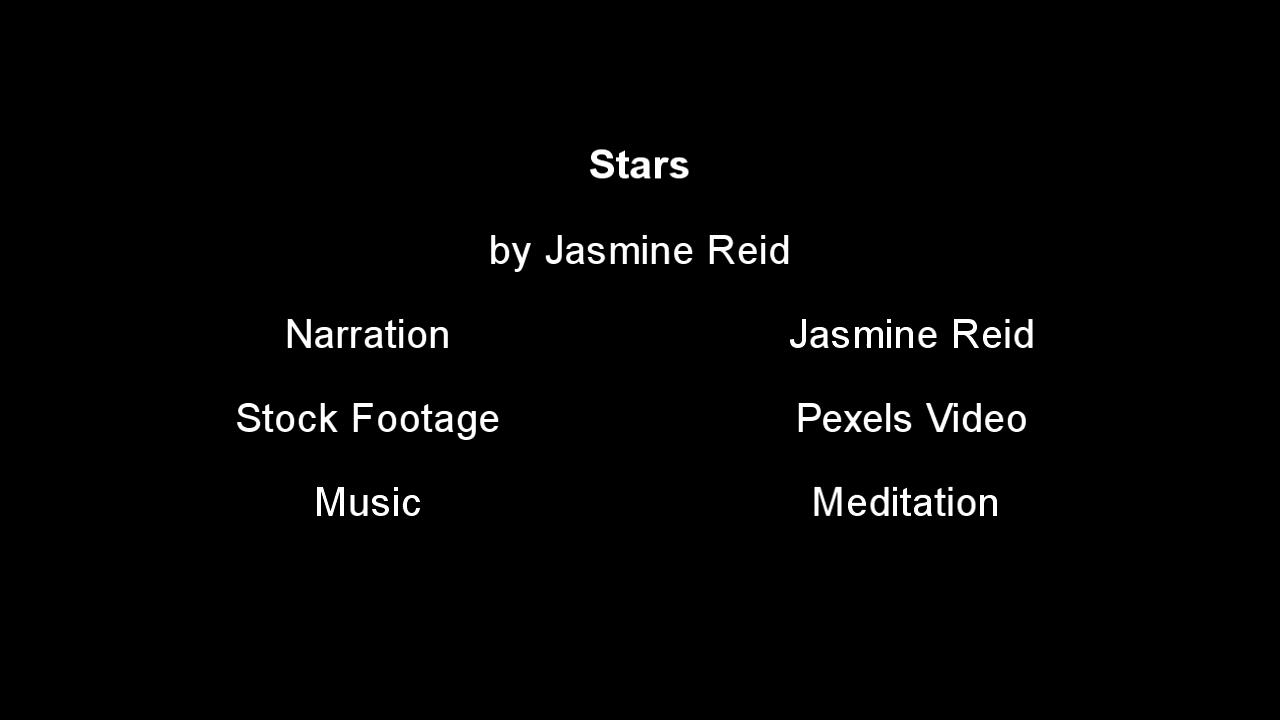 Stars
by Jasmine Reid
Narration Jasmine Reid
Stock Footage Pexels Video
Music Meditation